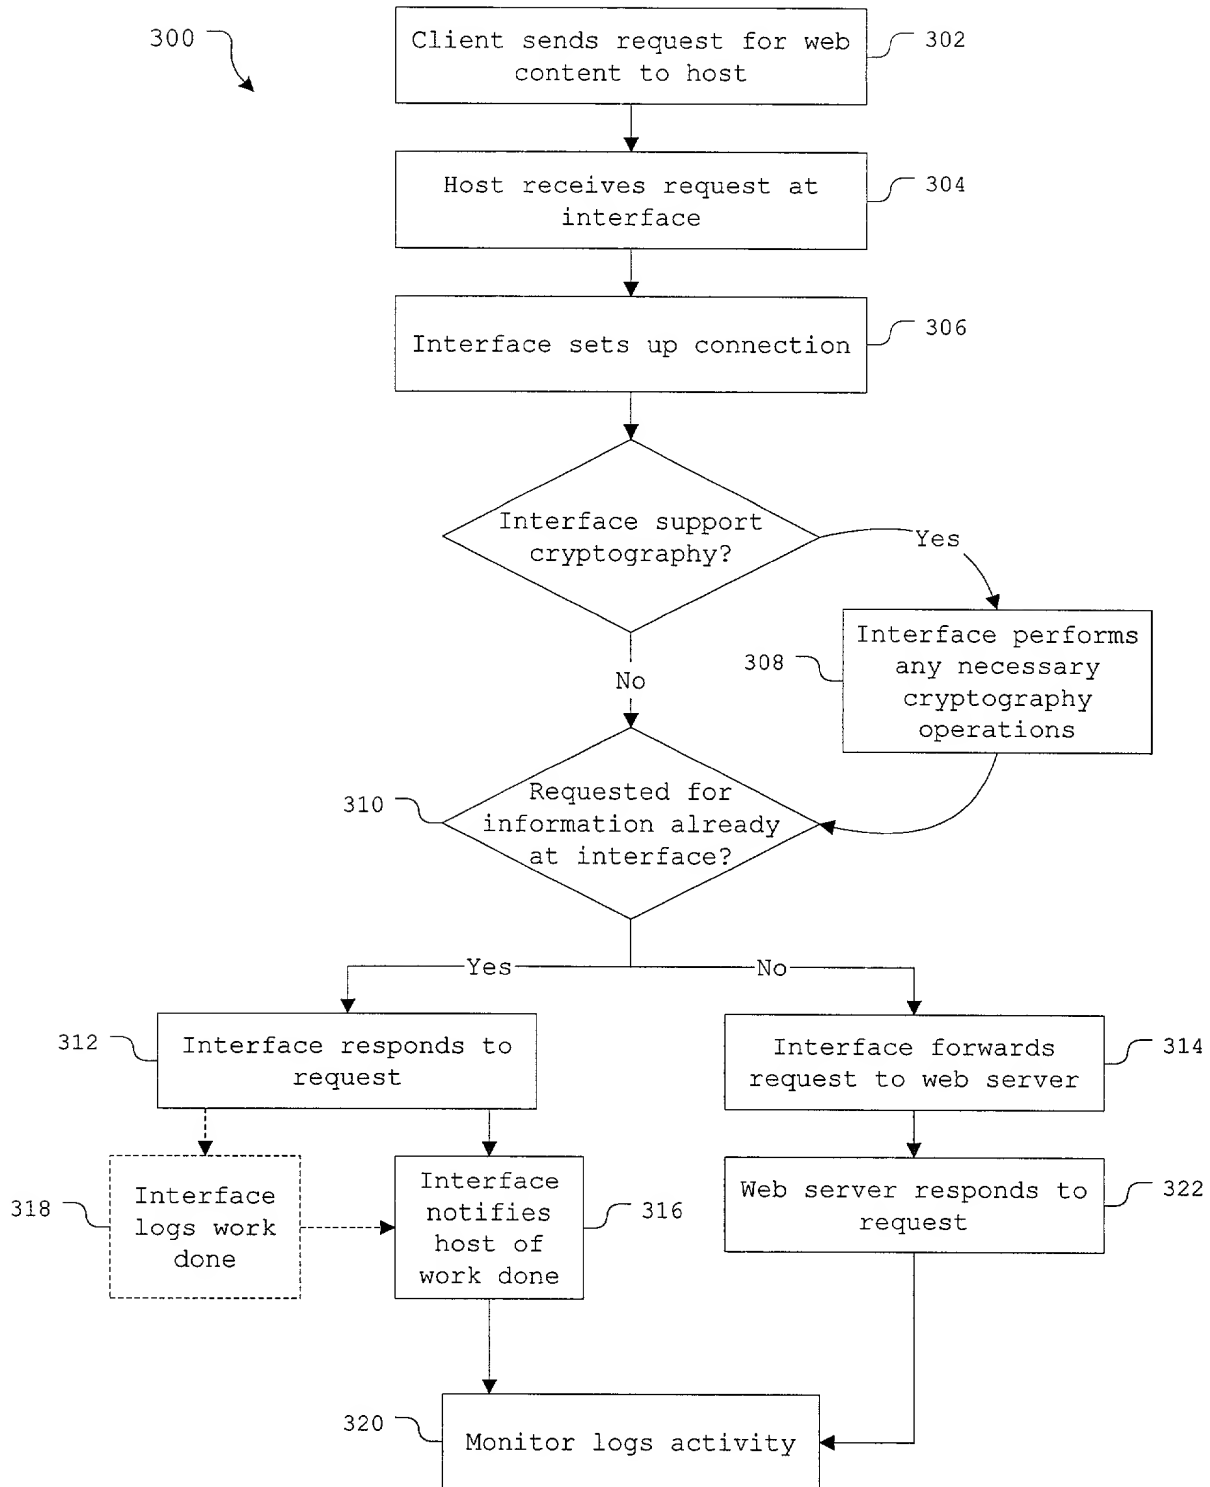 300
Client sends request for web
content to host
302
Host receives request at
interface
304
Interface sets up connection
306
Interface support
cryptography?
Yes
No
308
Interface performs
any necessary
cryptography
operations
310
Requested for
information already
at interface?
Yes
No
312
Interface responds to
request
Interface forwards
request to web server
314
318
Interface
logs work
done
Interface
notifies
host of
work done
316
Web server responds to
request
322
320
Monitor logs activity